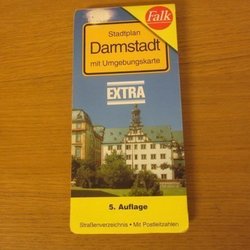 Falk
Stadtplan
Darmstadt
mit Umgebungskarte
EXTRA
5. Auflage
Straßenverzeichnis • Mit Postleitzahlen